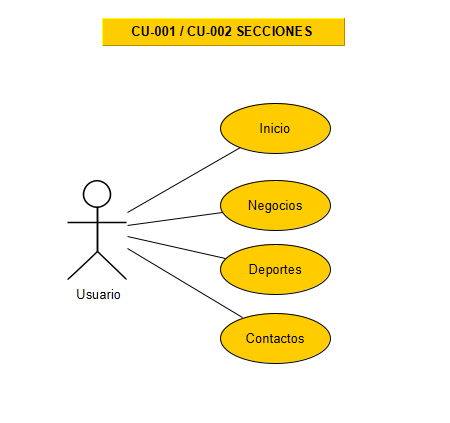 CU-001 / CU-002 SECCIONES
Inicio
Negocios
Deportes
Usuario
Contactos